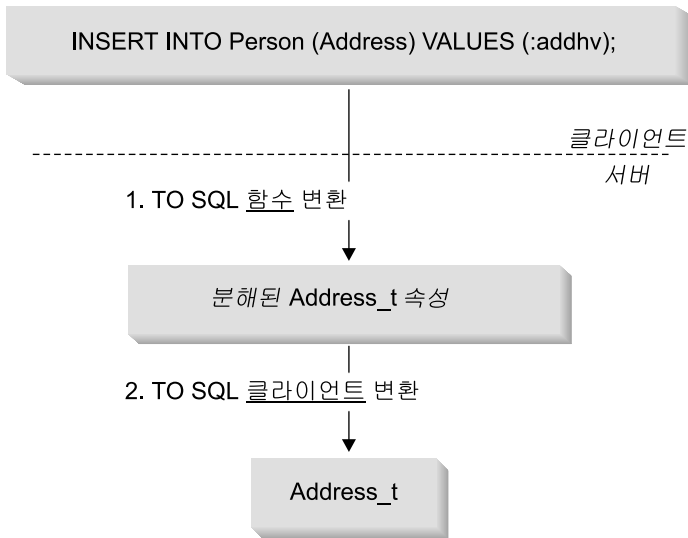 INSERT INTO Person (Address) VALUES (:addhv);
클라이언트
서버
1. TO SQL 함수 변환
분해된 Address_t 속성
2. TO SQL 클라이언트 변환
Address_t